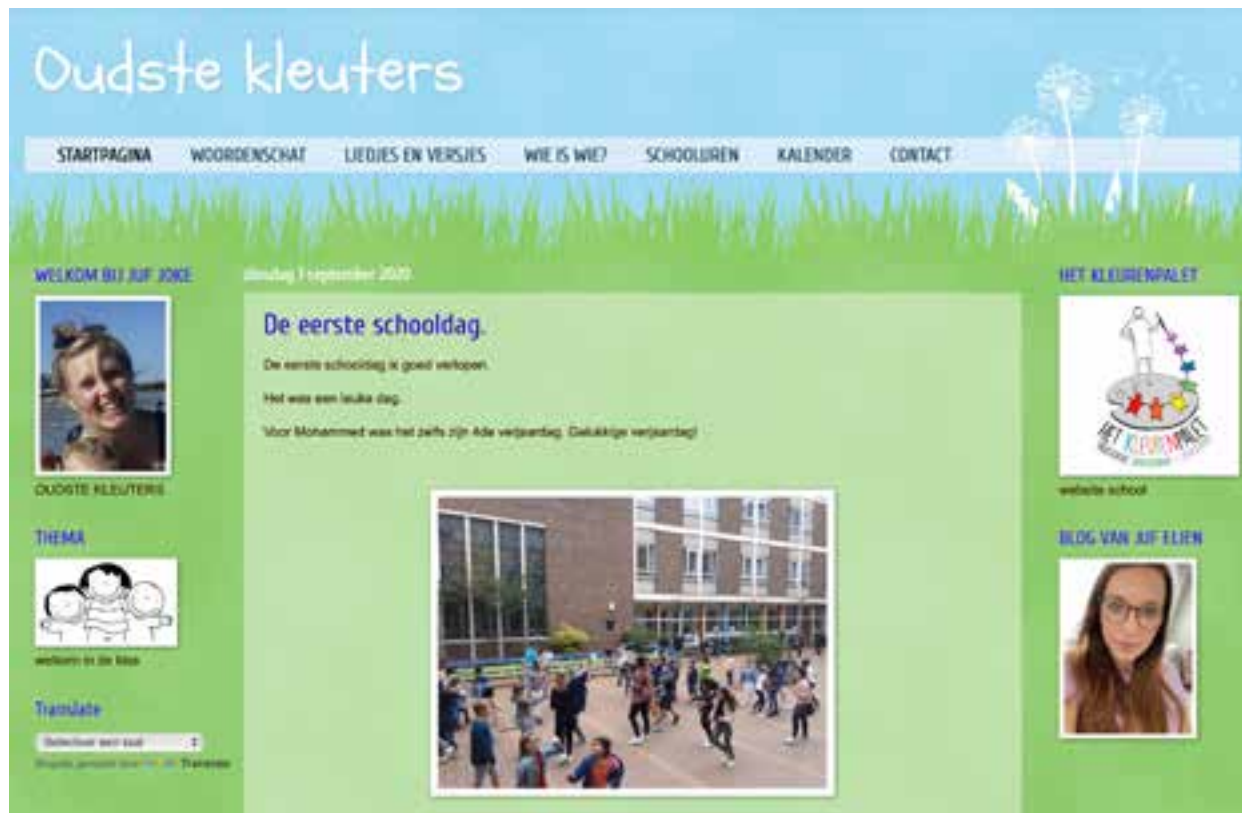 Oudste kleuters
STARTPAGINA WOORDENSCHAT LIEDJES EN VERSJES WIE IS WIE? SCHOOLUREN KALENDER CONTACT
WELKOM BIJ JUF JOKE
OUDSTE KLEUTERS
THEMA
welkom in de klas
Translate
Selecteer een taal
Translate
dinsdag 1 september 2020
De eerste schooldag.
De eerste schooldag is goed verlopen.
Het was een leuke dag.
Voor Mohammed was het zelfs zijn 4de verjaardag. Gelukkige verjaardag!
HET KLEURENPALET
HET KLEURENPALET
website school
BLOG VAN JUF ELIEN